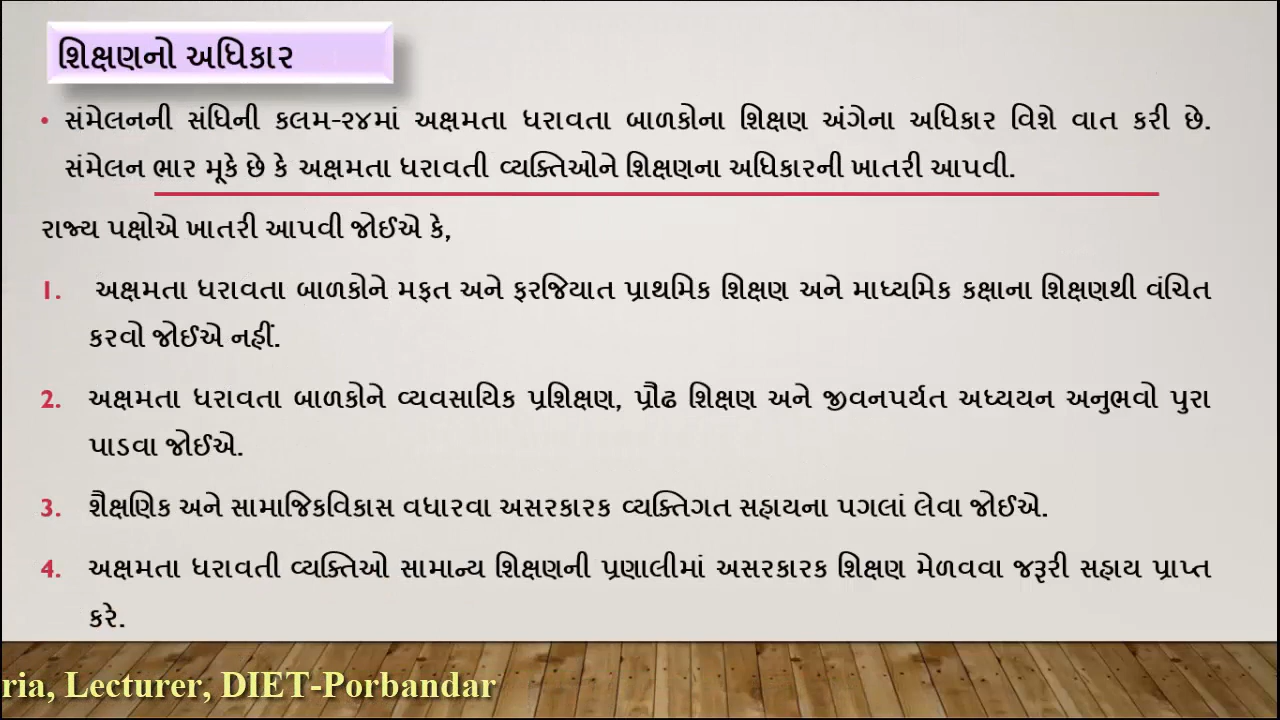 શિક્ષણનો અધિકાર
• સંમેલનની સંધિની કલમ-૨૪માં અક્ષમતા ધરાવતા બાળકોના શિક્ષણ અંગેના અધિકાર વિશે વાત કરી છે.
સંમેલન ભાર મૂકે છે કે અક્ષમતા ધરાવતી વ્યક્તિઓને શિક્ષણના અધિકારની ખાતરી આપવી.
રાજ્ય પક્ષોએ ખાતરી આપવી જોઈએ કે,
1. અક્ષમતા ધરાવતા બાળકોને મફત અને ફરજિયાત પ્રાથમિક શિક્ષણ અને માધ્યમિક કક્ષાના શિક્ષણથી વંચિત
કરવો જોઈએ નહીં.
2. અક્ષમતા ધરાવતા બાળકોને વ્યવસાયિક પ્રશિક્ષણ, પ્રૌઢ શિક્ષણ અને જીવનપર્યત અધ્યયન અનુભવો પુરા
પાડવા જોઈએ.
3. શૈક્ષણિક અને સામાજિકવિકાસ વધારવા અસરકારક વ્યક્તિગત સહાયના પગલાં લેવા જોઈએ.
4. અક્ષમતા ધરાવતી વ્યક્તિઓ સામાન્ય શિક્ષણની પ્રણાલીમાં અસરકારક શિક્ષણ મેળવવા જરૂરી સહાય પ્રાપ્ત
કરે.
ria, Lecturer, DIET-Porbandar